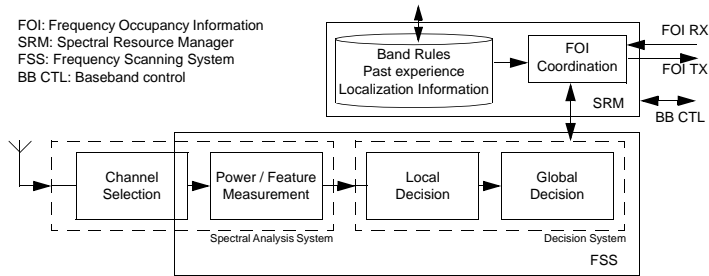 FOI: Frequency Occupancy Information
SRM: Spectral Resource Manager
FSS: Frequency Scanning System
BB CTL: Baseband control
Band Rules
Past experience
Localization Information
FOI
Coordination
SRM
FOI RX
FOI TX
BB CTL
Channel
Selection
Power / Feature
Measurement
Local
Decision
Global
Decision
Spectral Analysis System
Decision System
FSS